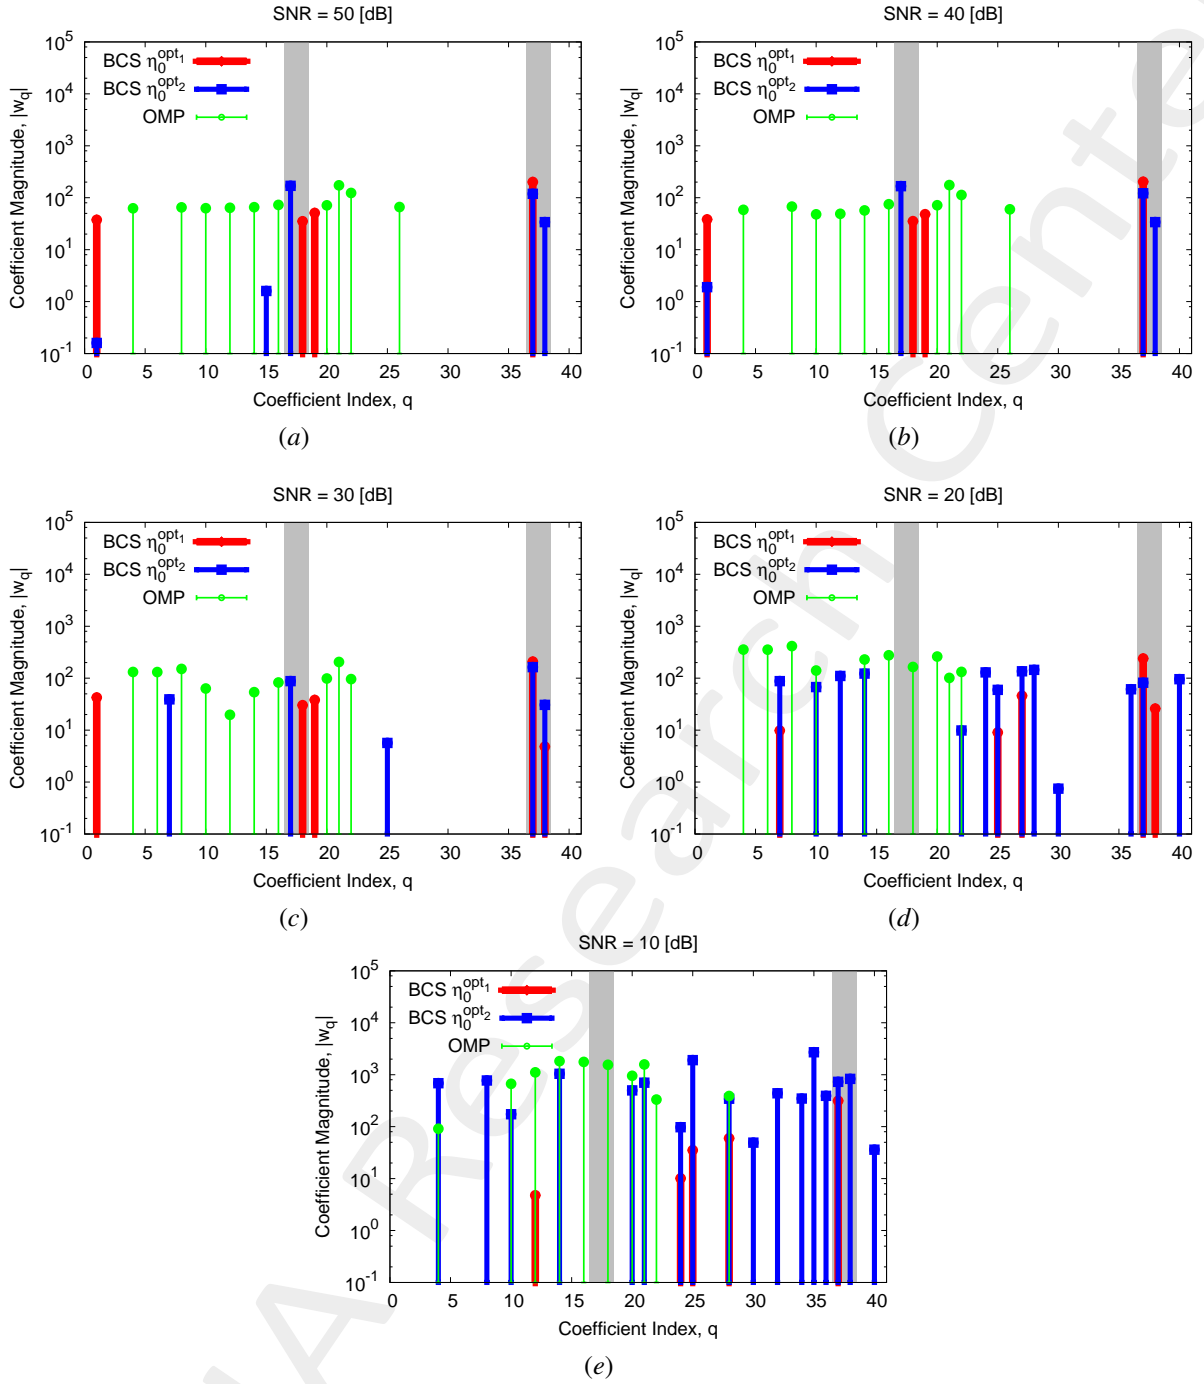 SNR = 50 [dB]
Coefficient Magnitude, |w_q|
10^5
10^4
10^3
10^2
10^1
10^0
10^-1
BCS η_0^opt1
BCS η_0^opt2
OMP
0 5 10 15 20 25 30 35 40
Coefficient Index, q
(a)
SNR = 40 [dB]
Coefficient Magnitude, |w_q|
10^5
10^4
10^3
10^2
10^1
10^0
10^-1
BCS η_0^opt1
BCS η_0^opt2
OMP
0 5 10 15 20 25 30 35 40
Coefficient Index, q
(b)
SNR = 30 [dB]
Coefficient Magnitude, |w_q|
10^5
10^4
10^3
10^2
10^1
10^0
10^-1
BCS η_0^opt1
BCS η_0^opt2
OMP
0 5 10 15 20 25 30 35 40
Coefficient Index, q
(c)
SNR = 20 [dB]
Coefficient Magnitude, |w_q|
10^5
10^4
10^3
10^2
10^1
10^0
10^-1
BCS η_0^opt1
BCS η_0^opt2
OMP
0 5 10 15 20 25 30 35 40
Coefficient Index, q
(d)
SNR = 10 [dB]
Coefficient Magnitude, |w_q|
10^5
10^4
10^3
10^2
10^1
10^0
10^-1
BCS η_0^opt1
BCS η_0^opt2
OMP
0 5 10 15 20 25 30 35 40
Coefficient Index, q
(e)
Research